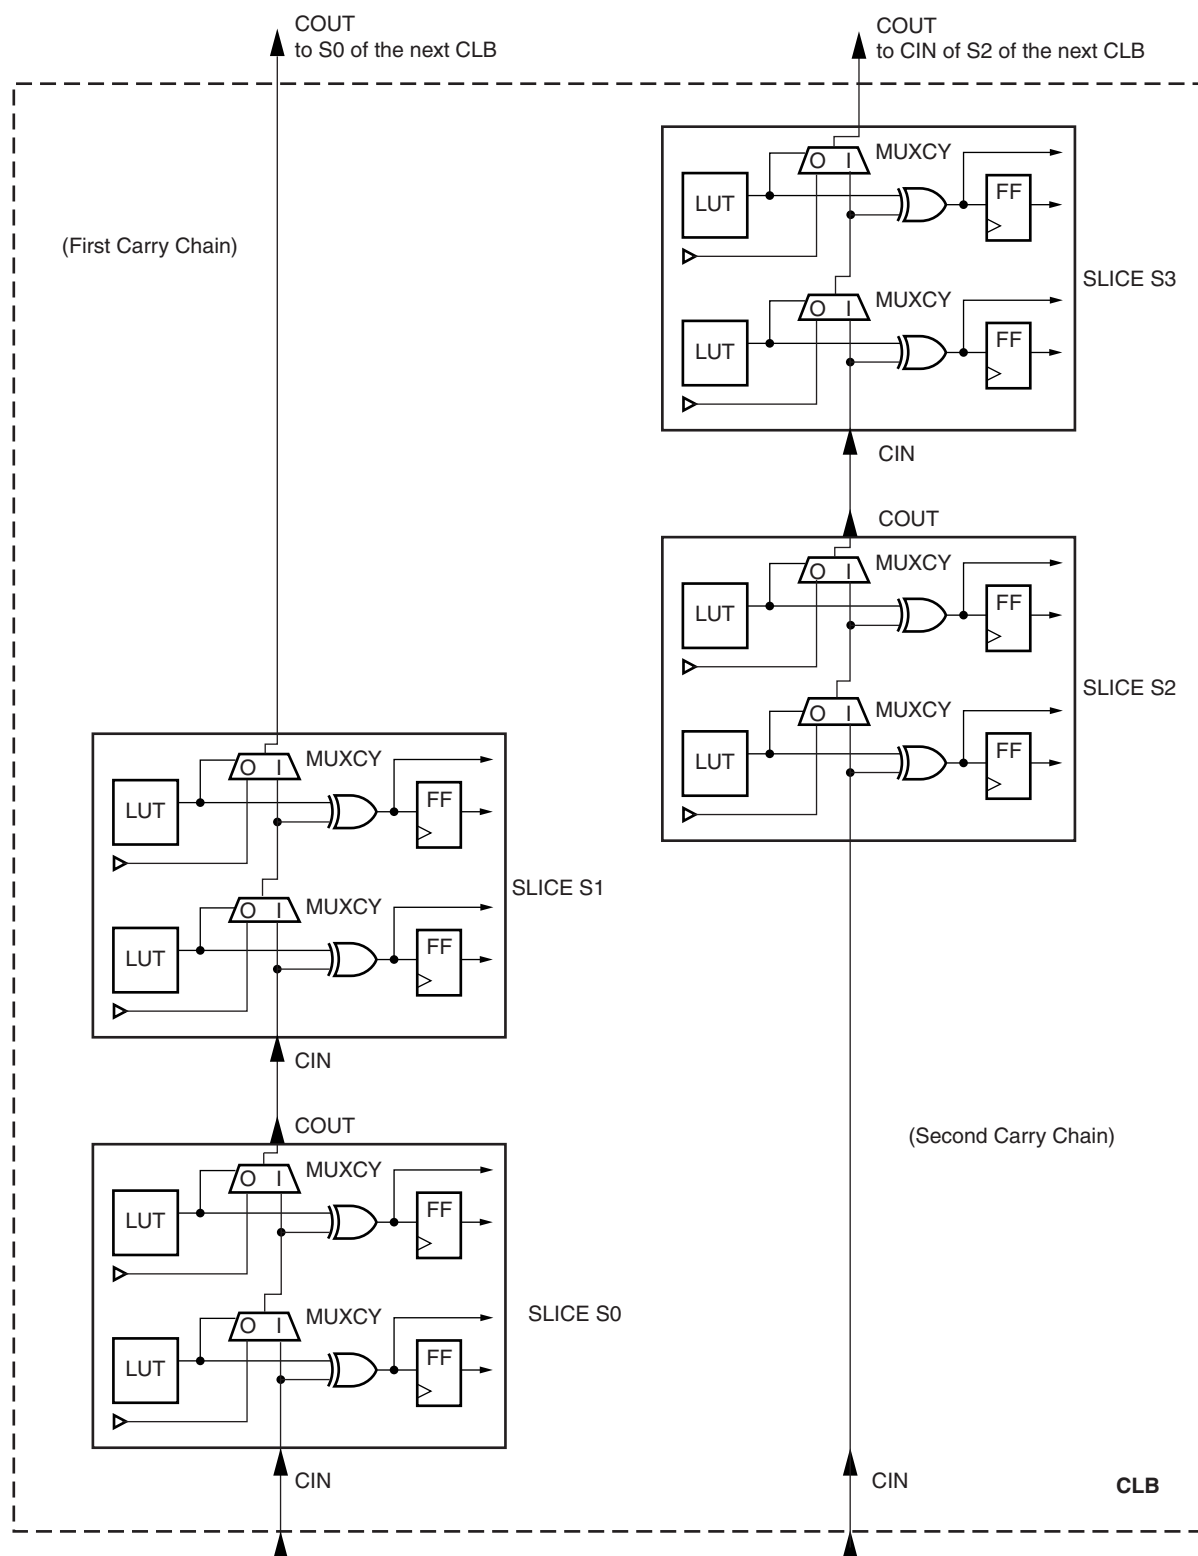 COUT
to S0 of the next CLB
COUT
to CIN of S2 of the next CLB
(First Carry Chain)
O I
MUXCY
LUT
FF
O I
MUXCY
LUT
FF
SLICE S3
CIN
COUT
O I
MUXCY
LUT
FF
O I
MUXCY
LUT
FF
SLICE S2
O I
MUXCY
LUT
FF
O I
MUXCY
LUT
FF
SLICE S1
CIN
COUT
(Second Carry Chain)
O I
MUXCY
LUT
FF
O I
MUXCY
LUT
FF
SLICE S0
CIN
CIN
CLB